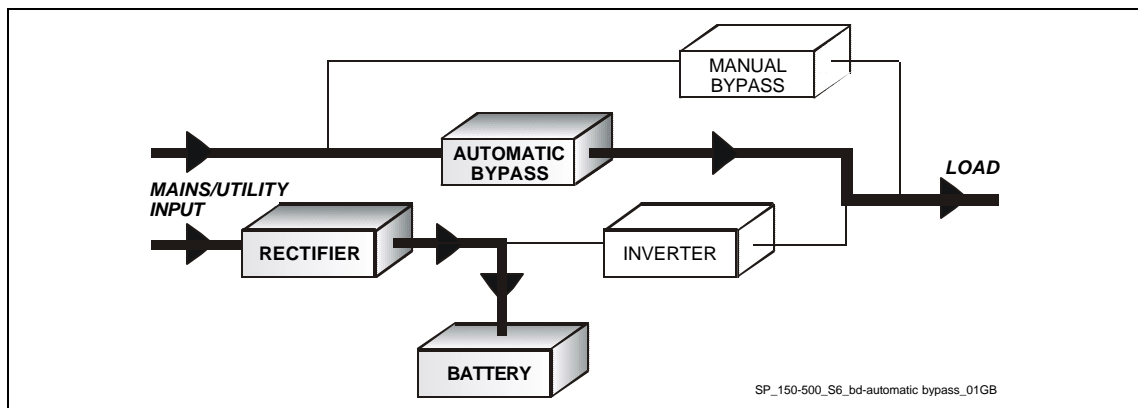 MANUAL
BYPASS
AUTOMATIC
BYPASS
LOAD
MAINS/UTILITY
INPUT
RECTIFIER
INVERTER
BATTERY
SP_150-500_S6_bd-automatic bypass_01GB